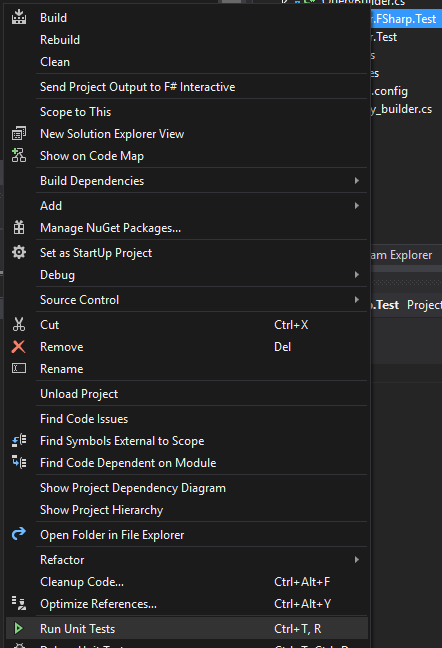 QueryBuilder.cs
Build
.FSharp.Test
Rebuild
.Test
Clean
Send Project Output to F# Interactive
.config
Scope to This
y_builder.cs
New Solution Explorer View
Show on Code Map
Build Dependencies
Add
Manage NuGet Packages...
Set as StartUp Project
am Explorer
Debug
Source Control
.Test Project
Cut Ctrl+X
Remove Del
Rename
Unload Project
Find Code Issues
Find Symbols External to Scope
Find Code Dependent on Module
Show Project Dependency Diagram
Show Project Hierarchy
Open Folder in File Explorer
Refactor
Cleanup Code... Ctrl+Alt+F
Optimize References... Ctrl+Alt+Y
Run Unit Tests Ctrl+T, R